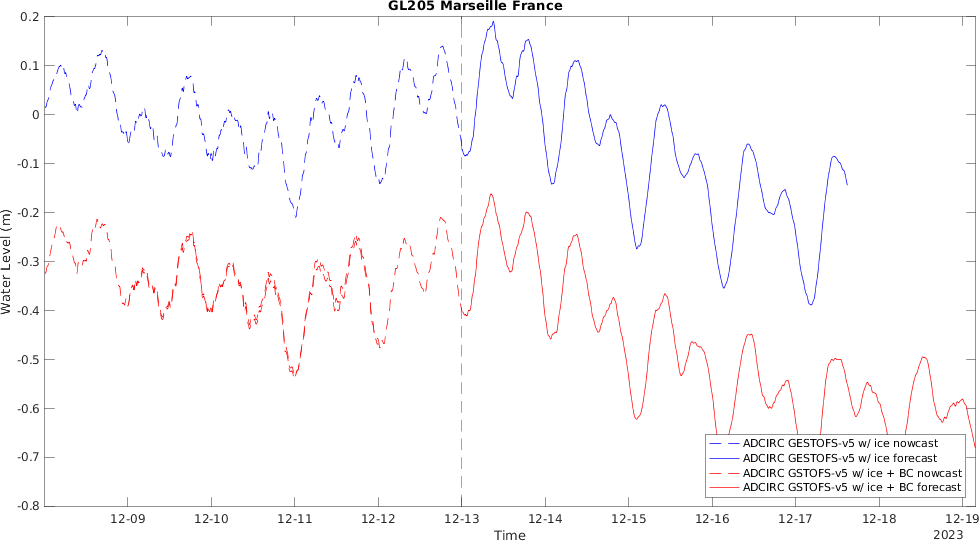 GL205 Marseille France
0.2
0.1
0
-0.1
-0.2
-0.3
-0.4
-0.5
-0.6
-0.7
-0.8
Water Level (m)
ADCIRC GESTOFS-v5 w/ ice nowcast
ADCIRC GESTOFS-v5 w/ ice forecast
ADCIRC GSTOFS-v5 w/ ice + BC nowcast
ADCIRC GSTOFS-v5 w/ ice + BC forecast
12-09 12-10 12-11 12-12 12-13 12-14 12-15 12-16 12-17 12-18 12-19
Time 2023